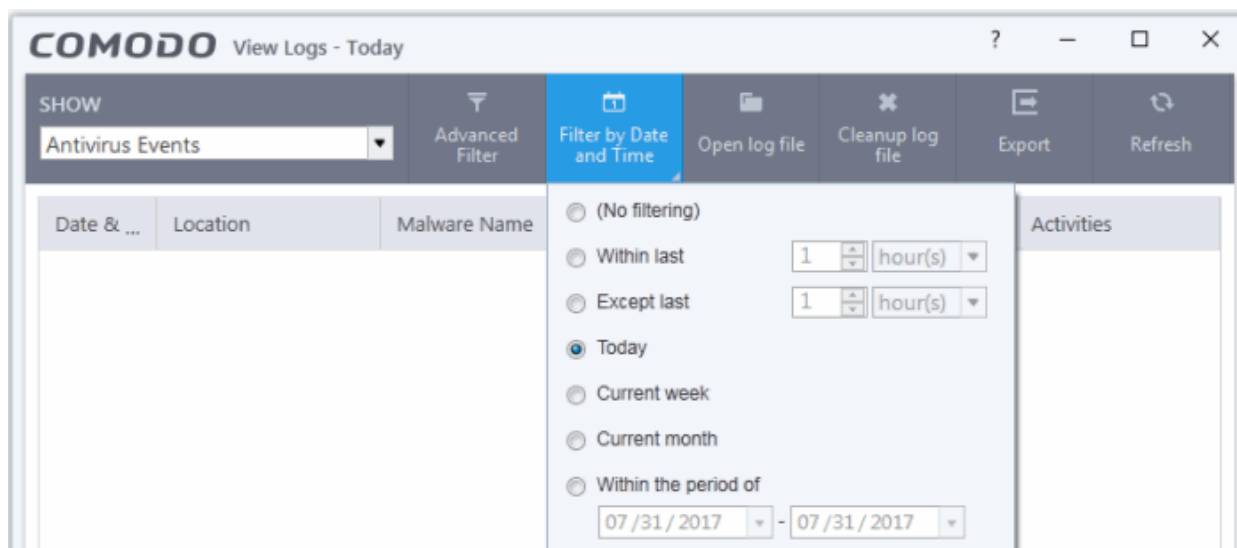 COMODO View Logs - Today ?
SHOW
Antivirus Events
Advanced
Filter
Filter by Date
and Time
Open log file
Cleanup log
file
Export
Refresh
Date & ...
Location
Malware Name
Activities
(No filtering)
Within last 1 hour(s)
Except last 1 hour(s)
Today
Current week
Current month
Within the period of
07/31/2017 - 07/31/2017